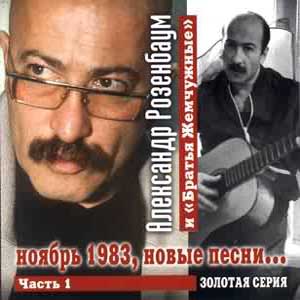 Александр Розенбаум
и «Братья Жемчужные»
ноябрь 1983, новые песни...
Часть 1
ЗОЛОТАЯ СЕРИЯ